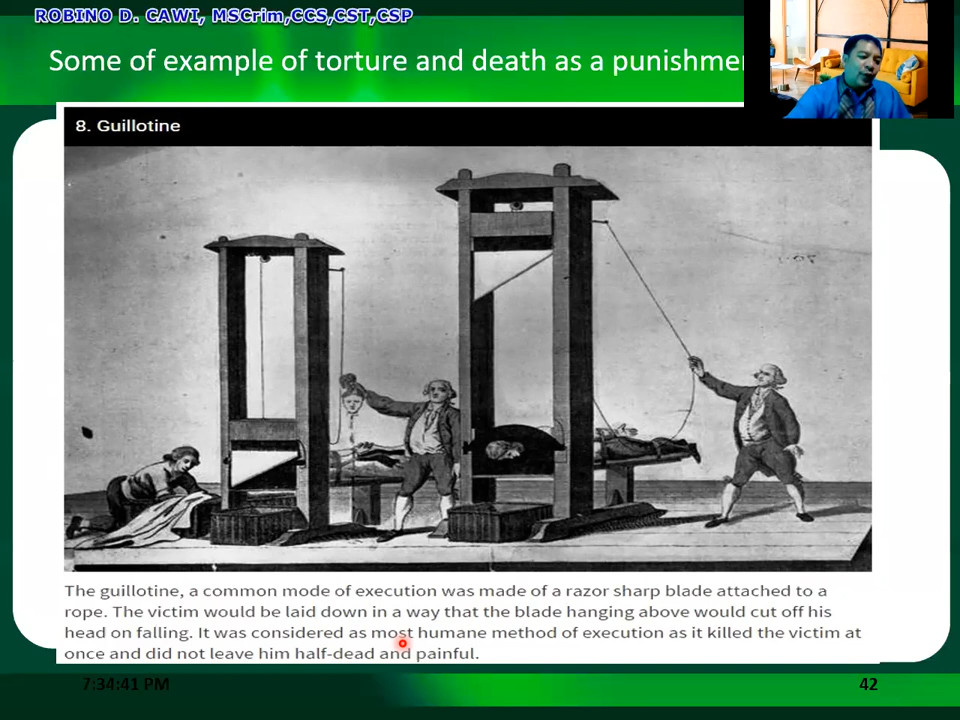 ROBINO D. CAWI, MSCrim,CCS,CST,CSP
Some of example of torture and death as a
8. Guillotine
The guillotine, a common mode of execution was made of a razor sharp blade attached to a
rope. The victim would be laid down in a way that the blade hanging above would cut off his
head on falling. It was considered as most humane method of execution as it killed the victim at
once and did not leave him half-dead and painful.
7:34:41 PM
42